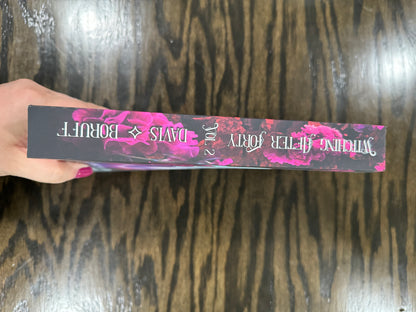 WITCHING AFTER FORTY
VOL. 2
DAVIS ✧ BORUFF